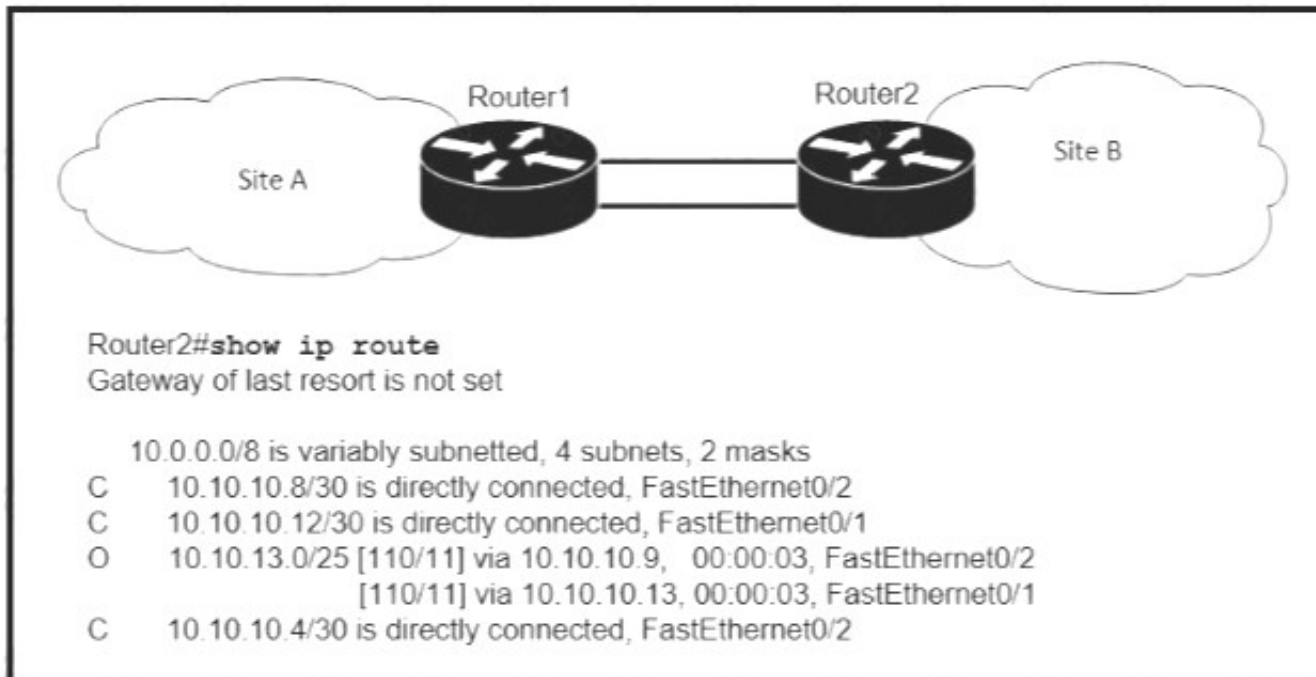 Router1
Router2
Site A
Site B
Router2#show ip route
Gateway of last resort is not set
10.0.0.0/8 is variably subnetted, 4 subnets, 2 masks
C 10.10.10.8/30 is directly connected, FastEthernet0/2
C 10.10.10.12/30 is directly connected, FastEthernet0/1
O 10.10.13.0/25 [110/11] via 10.10.10.9, 00:00:03, FastEthernet0/2
[110/11] via 10.10.10.13, 00:00:03, FastEthernet0/1
C 10.10.10.4/30 is directly connected, FastEthernet0/2